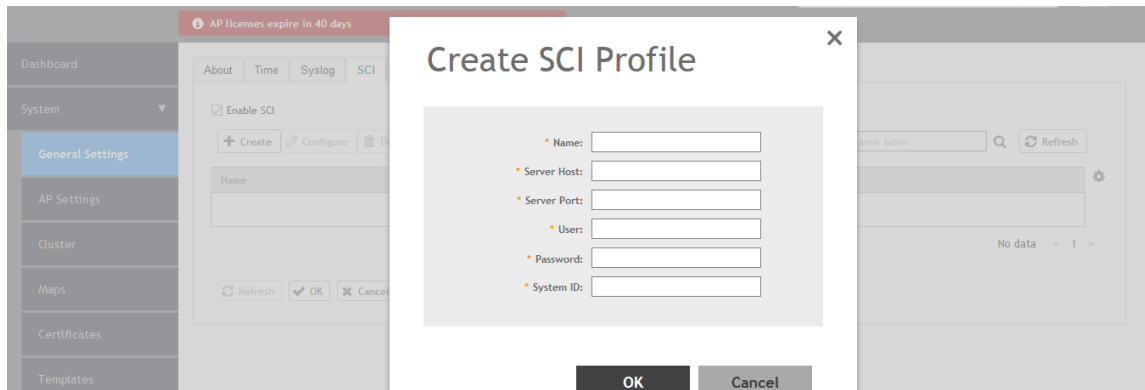 AP licenses expire in 40 days
Create SCI Profile
Dashboard
About Time Syslog SCI
System
Enable SCI
Create Configure
Refresh
General Settings
Name
AP Settings
* Name:
* Server Host:
* Server Port:
* User:
* Password:
* System ID:
Cluster
No data « 1 »
Maps
Refresh OK Cancel
Certificates
Templates
OK Cancel